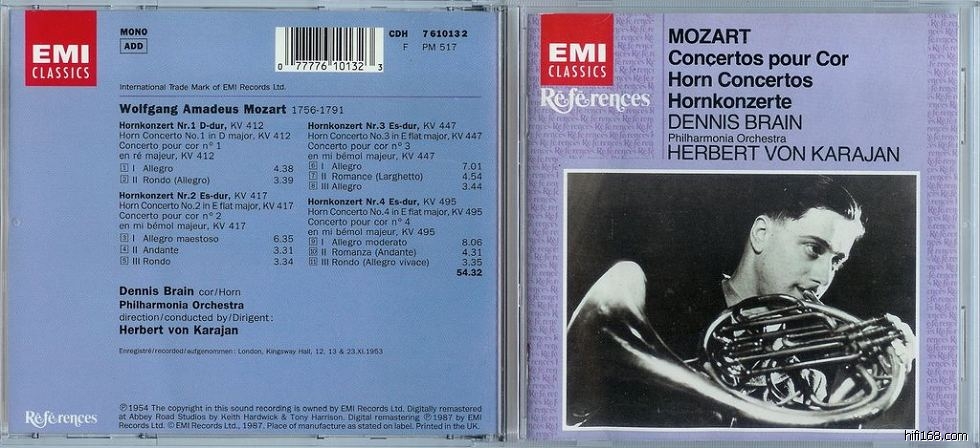 EMI
CLASSICS
MONO
ADD
0 77776 10132 3
CDH 7 61013 2
F PM 517
International Trade Mark of EMI Records Ltd.
Wolfgang Amadeus Mozart 1756-1791
Hornkonzert Nr.1 D-dur, KV 412
Horn Concerto No.1 in D major, KV 412
Concerto pour cor n° 1
en ré majeur, KV 412
1 I Allegro 4.38
2 II Rondo (Allegro) 3.39
Hornkonzert Nr.2 Es-dur, KV 417
Horn Concerto No.2 in E flat major, KV 417
Concerto pour cor n° 2
en mi bémol majeur, KV 417
3 I Allegro maestoso 6.35
4 II Andante 3.31
5 III Rondo 3.34
Hornkonzert Nr.3 Es-dur, KV 447
Horn Concerto No.3 in E flat major, KV 447
Concerto pour cor n° 3
en mi bémol majeur, KV 447
6 I Allegro 7.01
7 II Romance (Larghetto) 4.54
8 III Allegro 3.44
Hornkonzert Nr.4 Es-dur, KV 495
Horn Concerto No.4 in E flat major, KV 495
Concerto pour cor n° 4
en mi bémol majeur, KV 495
9 I Allegro moderato 8.06
10 II Romanza (Andante) 4.31
11 III Rondo (Allegro vivace) 3.35
54.32
Dennis Brain cor/Horn
Philharmonia Orchestra
direction/conducted by/Dirigent:
Herbert von Karajan
Enregistré/recorded/aufgenommen: London, Kingsway Hall, 12, 13 & 23.XI.1953
Références
℗1954 The copyright in this sound recording is owned by EMI Records Ltd. Digitally remastered
at Abbey Road Studios by Keith Hardwick & Tony Harrison. Digital remastering ℗1987 by EMI
Records Ltd. © EMI Records Ltd., 1987. Place of manufacture as stated on label. Printed in the UK.
EMI
CLASSICS
Références
MOZART
Concertos pour Cor
Horn Concertos
Hornkonzerte
DENNIS BRAIN
Philharmonia Orchestra
HERBERT VON KARAJAN
hifi168.com